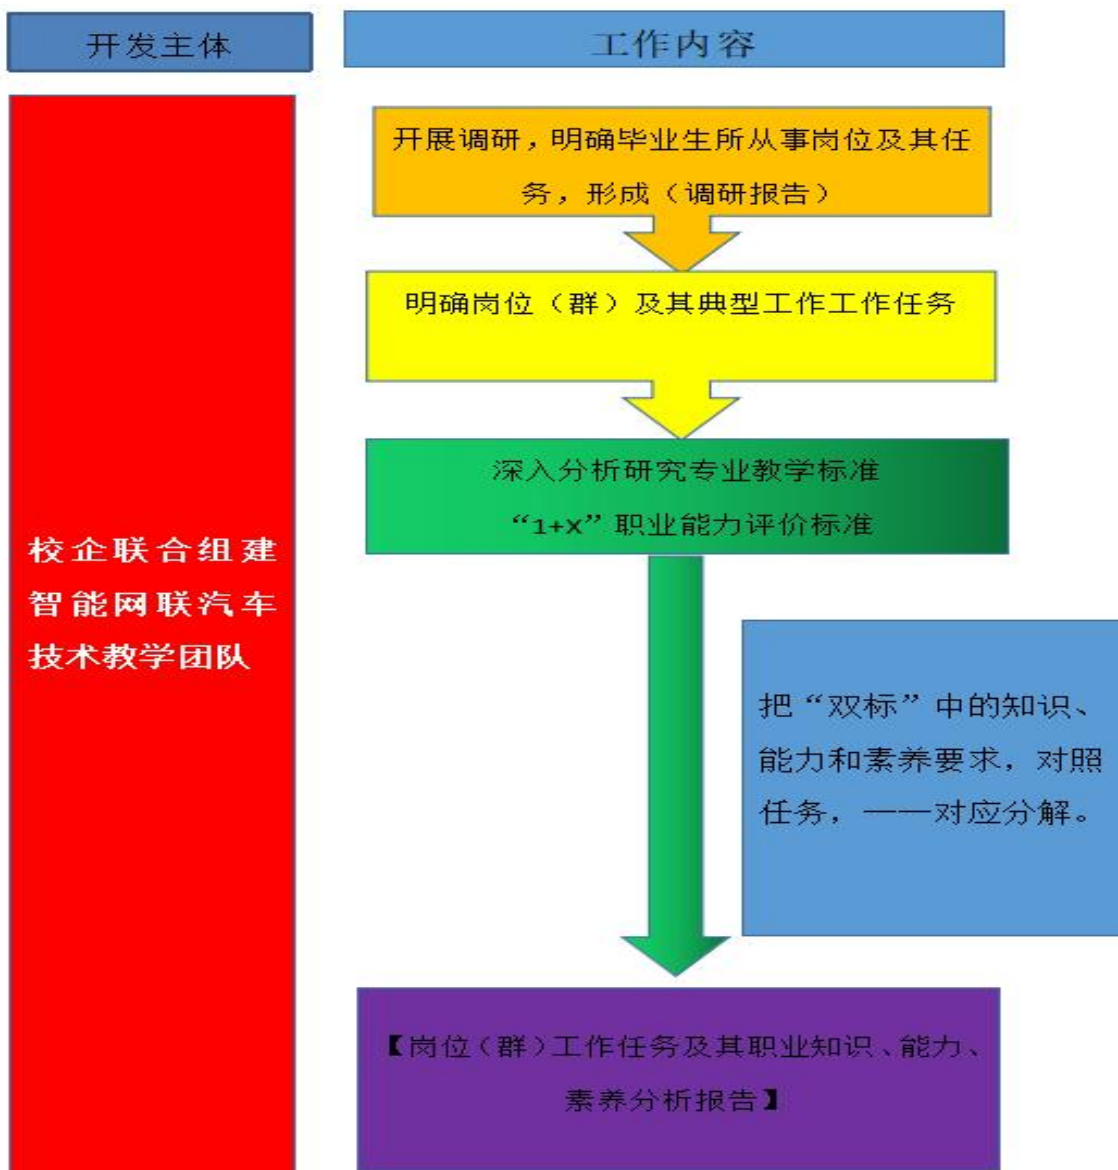 开发主体
工作内容
开展调研，明确毕业生所从事岗位及其任
务，形成（调研报告）
明确岗位（群）及其典型工作工作任务
深入分析研究专业教学标准
“1+X”职业能力评价标准
校企联合组建
智能网联汽车
技术教学团队
把“双标”中的知识、
能力和素养要求，对照
任务，一一对应分解。
【岗位（群）工作任务及其职业知识、能力、
素养分析报告】